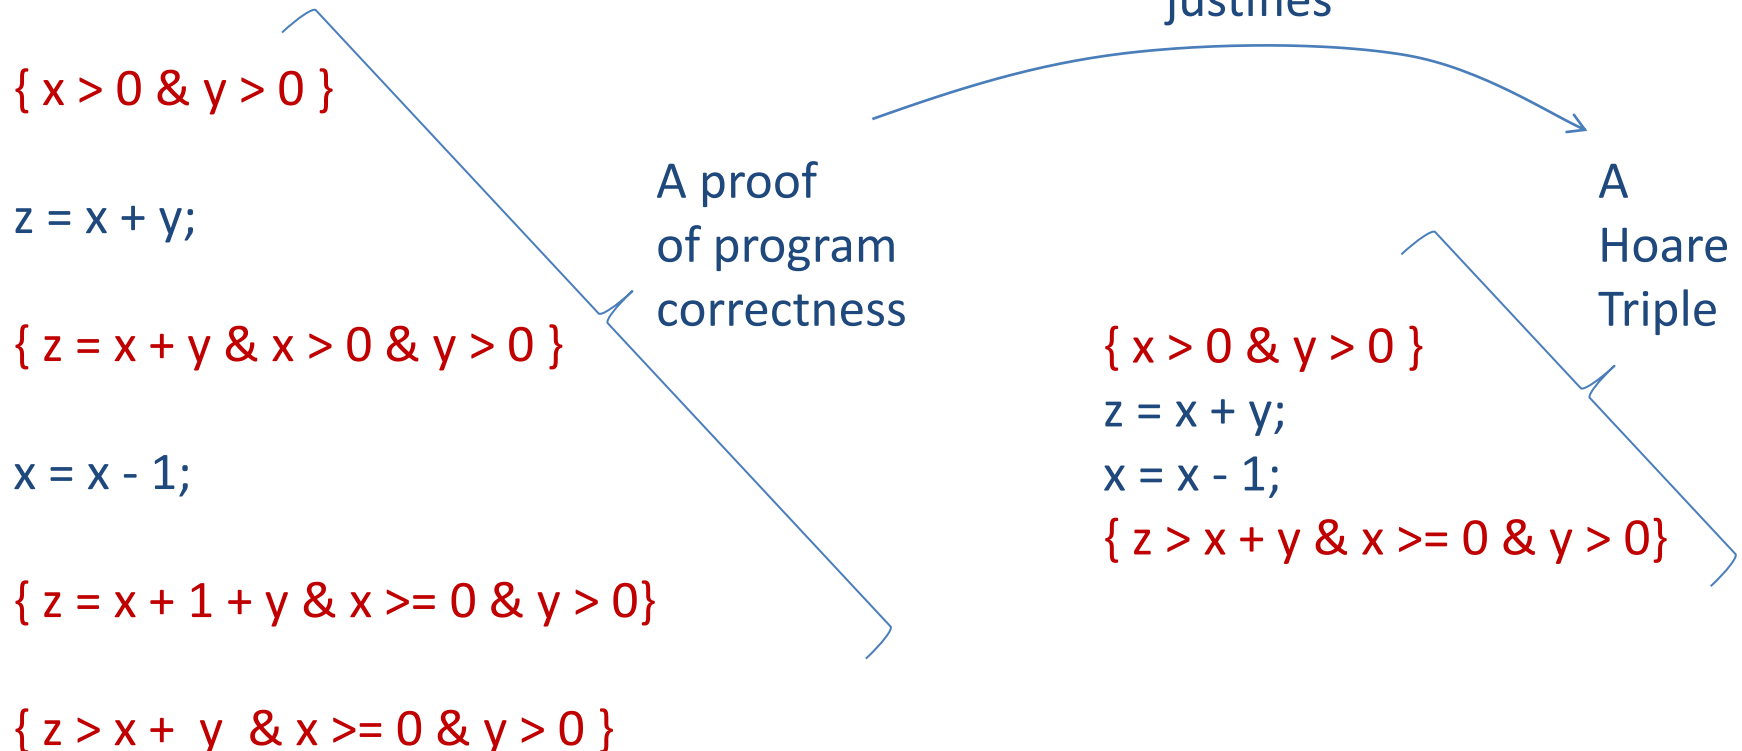 justifies
{ x > 0 & y > 0 }
z = x + y;
{ z = x + y & x > 0 & y > 0 }
x = x - 1;
{ z = x + 1 + y & x >= 0 & y > 0}
{ z > x +  y  & x >= 0 & y > 0 }
A proof
of program
correctness
A
Hoare
Triple
{ x > 0 & y > 0 }
z = x + y;
x = x - 1;
{ z > x + y & x >= 0 & y > 0}